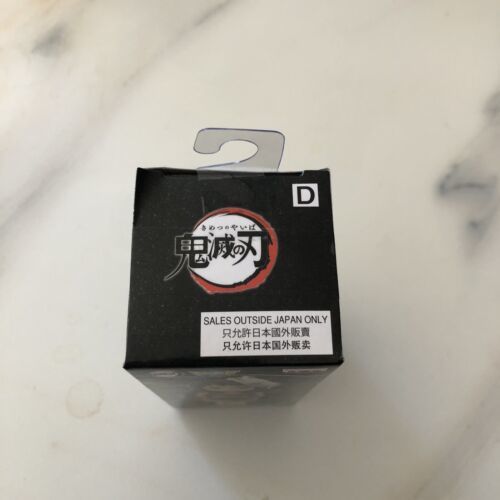 D
きめつのやいば
鬼滅の刃
SALES OUTSIDE JAPAN ONLY
只允許日本國外販賣
只允许日本国外贩卖